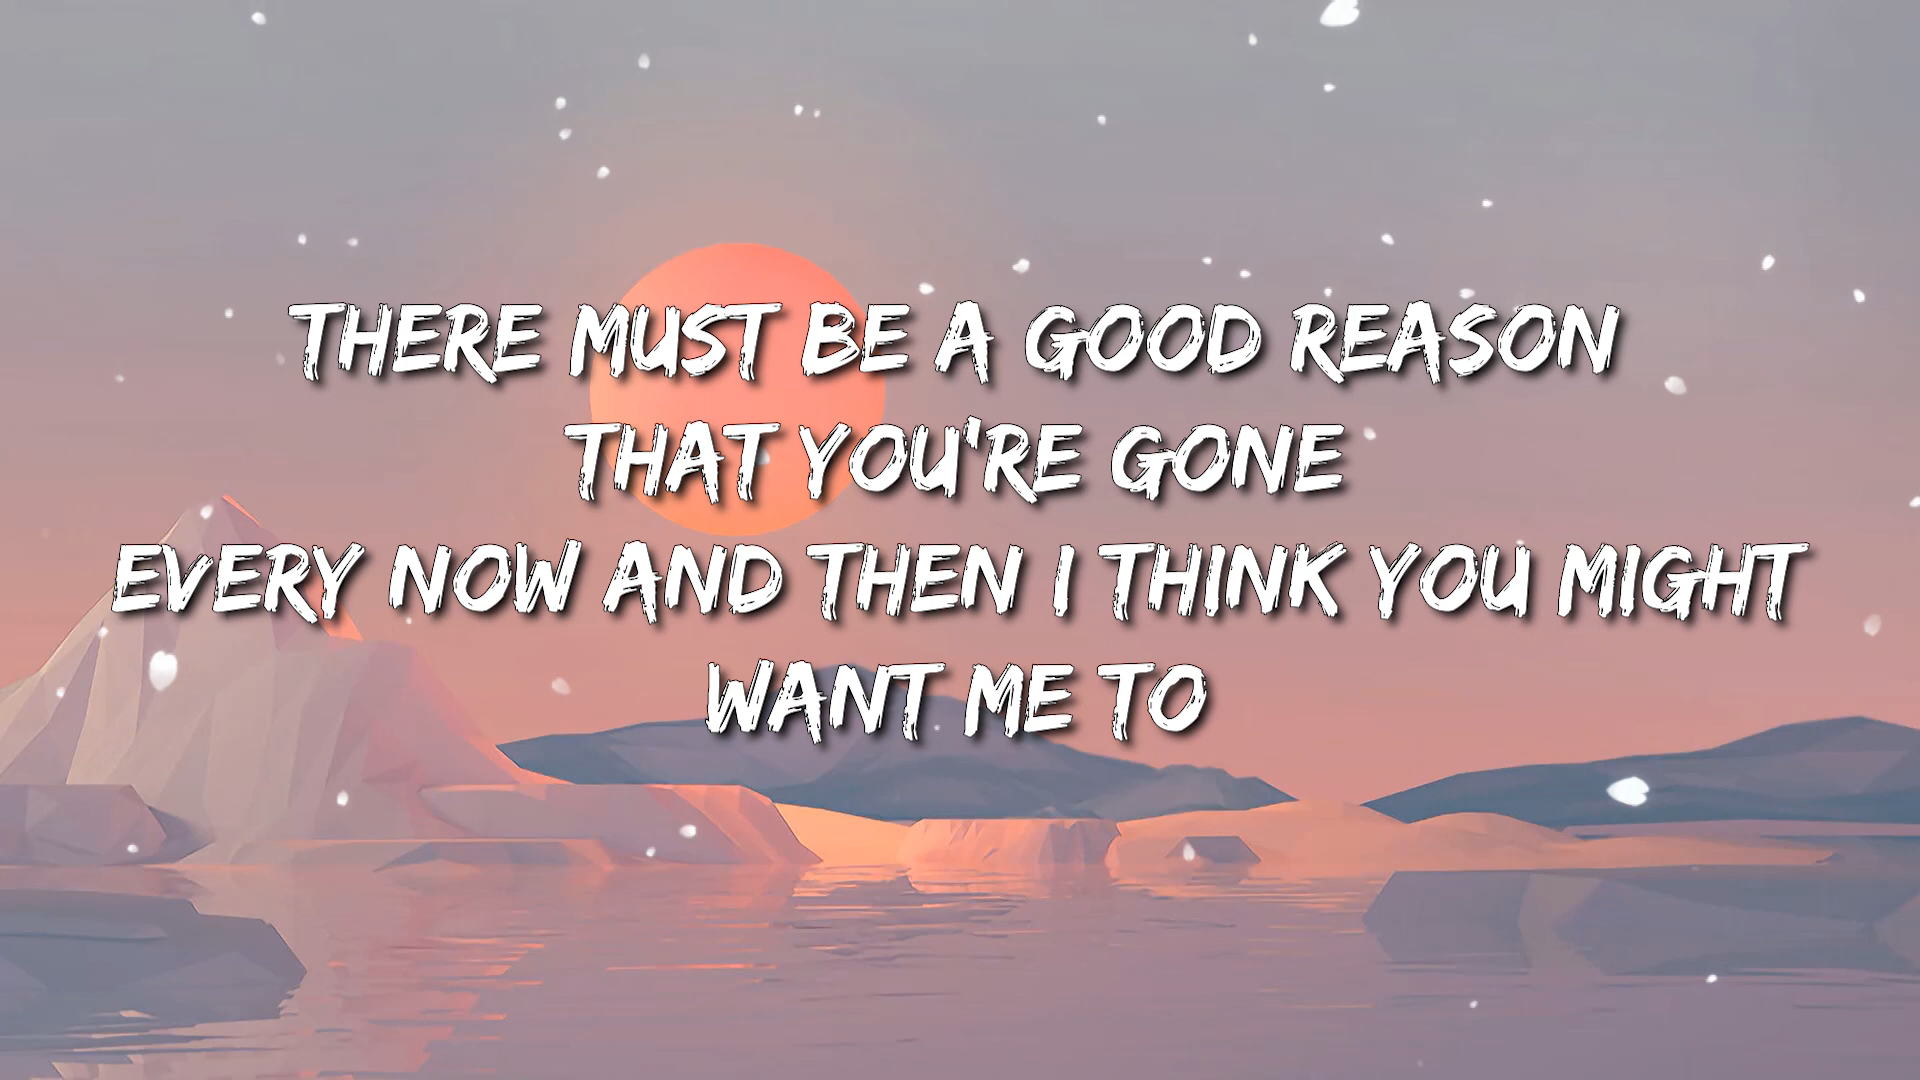 THERE MUST BE A GOOD REASON
THAT YOU'RE GONE
EVERY NOW AND THEN I THINK YOU MIGHT
WANT ME TO